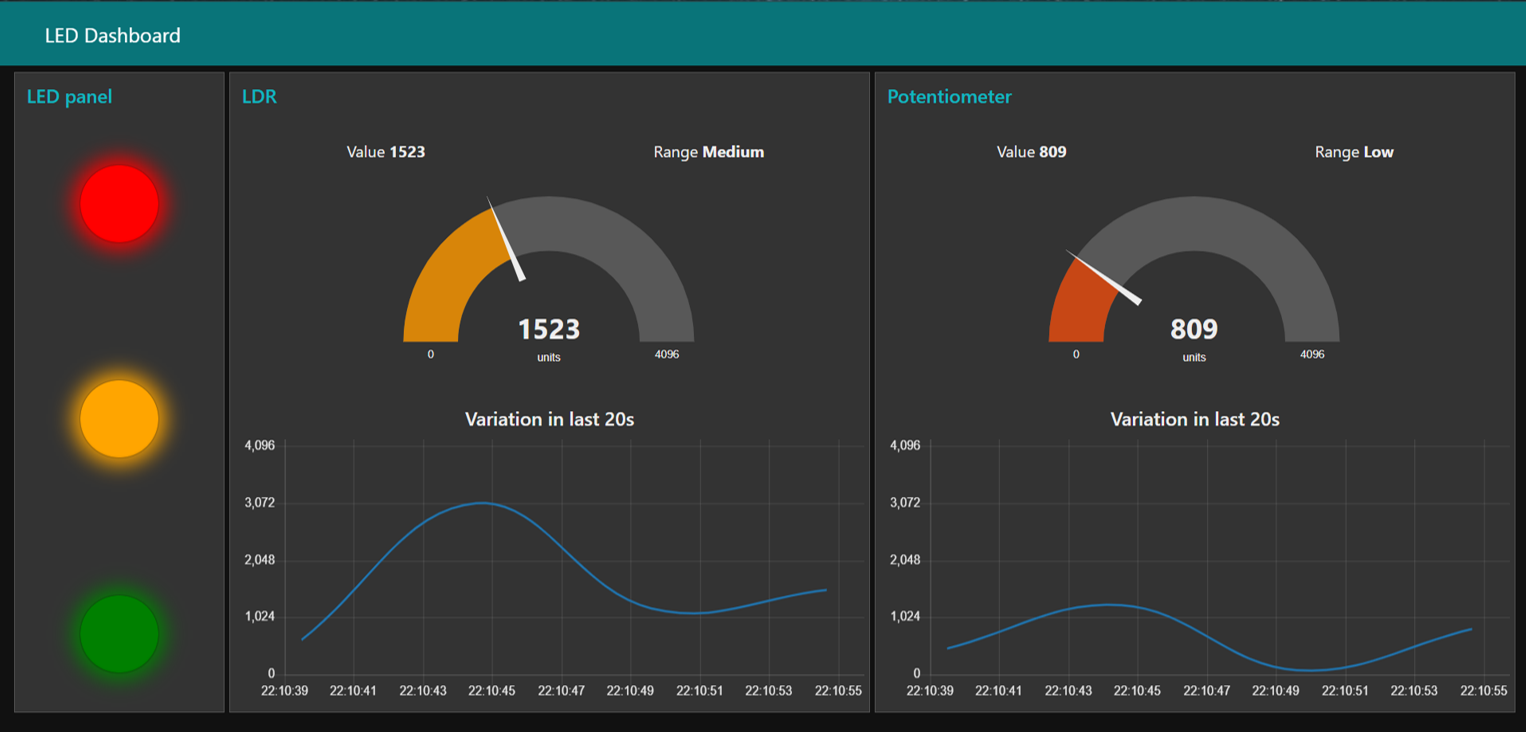 LED Dashboard
LED panel
LDR
Value 1523
Range Medium
1523
units
0
4096
Variation in last 20s
4,096
3,072
2,048
1,024
0
22:10:39 22:10:41 22:10:43 22:10:45 22:10:47 22:10:49 22:10:51 22:10:53 22:10:55
Potentiometer
Value 809
Range Low
809
units
0
4096
Variation in last 20s
4,096
3,072
2,048
1,024
0
22:10:39 22:10:41 22:10:43 22:10:45 22:10:47 22:10:49 22:10:51 22:10:53 22:10:55